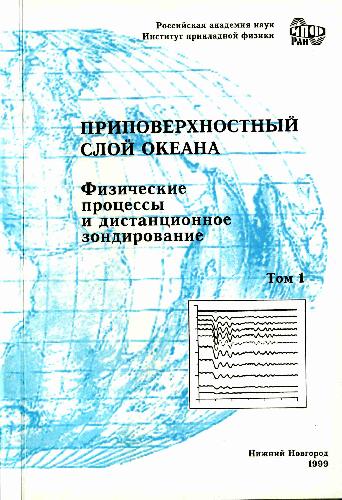 Российская академия наук
Институт прикладной физики
ИПФ
РАН
ПРИПОВЕРХНОСТНЫЙ
СЛОЙ ОКЕАНА
Физические
процессы
и дистанционное
зондирование
Том 1
Нижний Новгород
1999